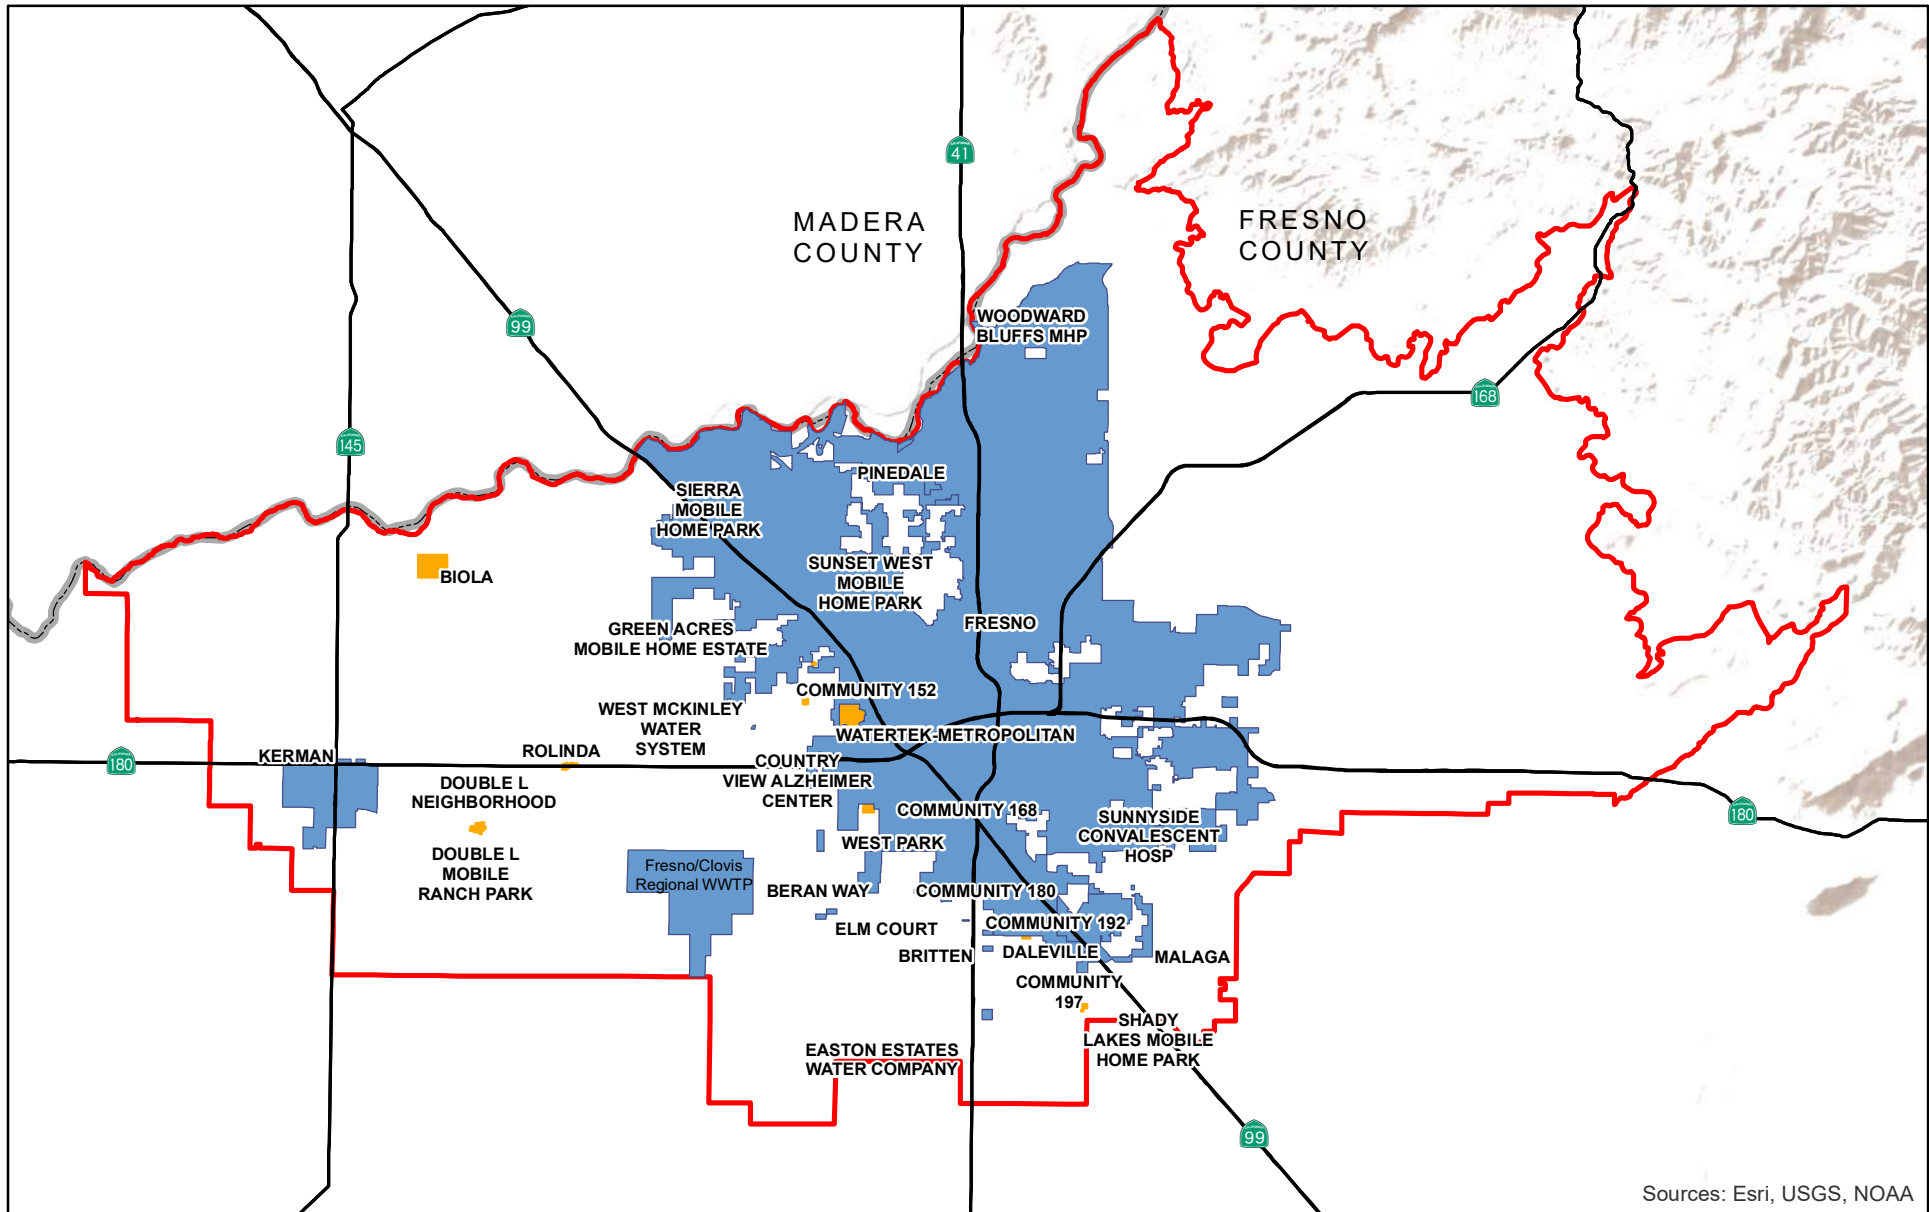 41
MADERA
COUNTY
FRESNO
COUNTY
99
WOODWARD
BLUFFS MHP
168
145
PINEDALE
SIERRA
MOBILE
HOME PARK
SUNSET WEST
MOBILE
HOME PARK
BIOLA
FRESNO
GREEN ACRES
MOBILE HOME ESTATE
COMMUNITY 152
WEST MCKINLEY
WATER
SYSTEM
WATERTEK-METROPOLITAN
180
KERMAN
ROLINDA
COUNTRY
VIEW ALZHEIMER
CENTER
DOUBLE L
NEIGHBORHOOD
COMMUNITY 168
SUNNYSIDE
CONVALESCENT
HOSP
180
WEST PARK
DOUBLE L
MOBILE
RANCH PARK
Fresno/Clovis
Regional WWTP
BERAN WAY
COMMUNITY 180
ELM COURT
COMMUNITY 192
BRITTEN
DALEVILLE
MALAGA
COMMUNITY
197
SHADY
LAKES MOBILE
HOME PARK
EASTON ESTATES
WATER COMPANY
99
Sources: Esri, USGS, NOAA